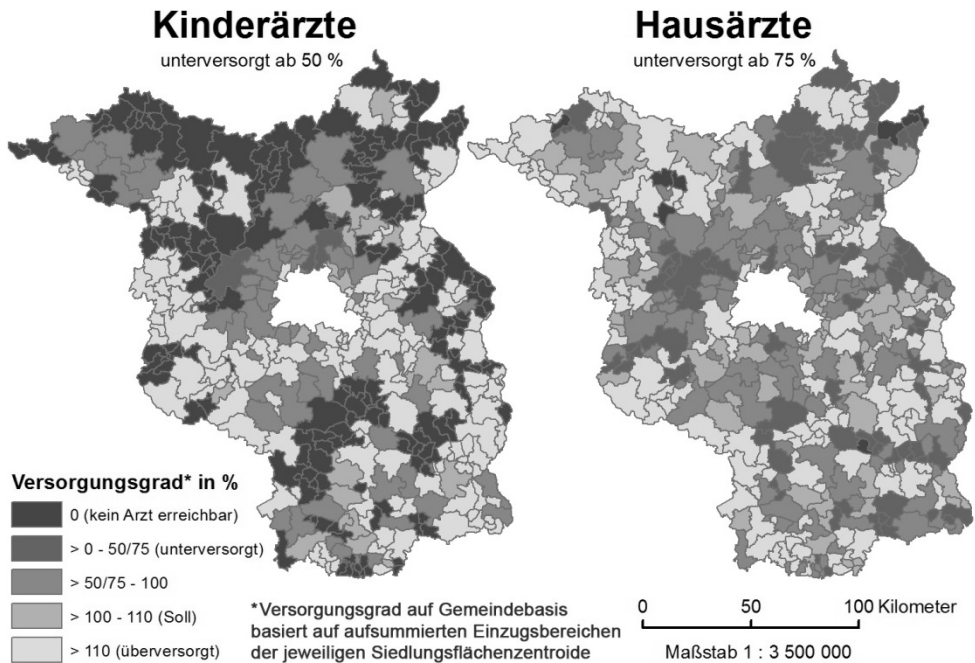 Kinderärzte
unterversorgt ab 50 %
Hausärzte
unterversorgt ab 75 %
Versorgungsgrad* in %
0 (kein Arzt erreichbar)
> 0 - 50/75 (unterversorgt)
> 50/75 - 100
> 100 - 110 (Soll)
> 110 (überversorgt)
*Versorgungsgrad auf Gemeindebasis
basiert auf aufsummierten Einzugsbereichen
der jeweiligen Siedlungsflächenzentroide
0 50 100 Kilometer
Maßstab 1 : 3 500 000